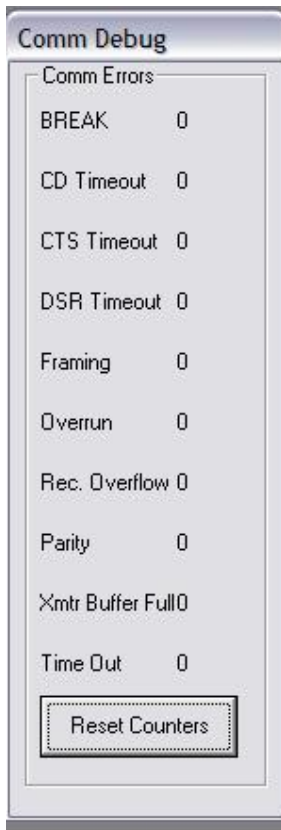 Comm Debug
Comm Errors
BREAK 0
CD Timeout 0
CTS Timeout 0
DSR Timeout 0
Framing 0
Overrun 0
Rec. Overflow 0
Parity 0
Xmtr Buffer Full0
Time Out 0
Reset Counters